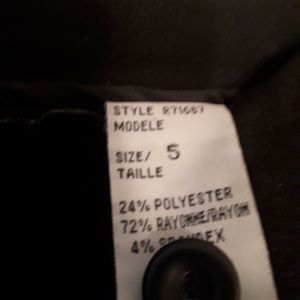 STYLE R71687
MODELE
SIZE/ 5
TAILLE
24% POLYESTER
72% RAYONNE/RAYON
4%